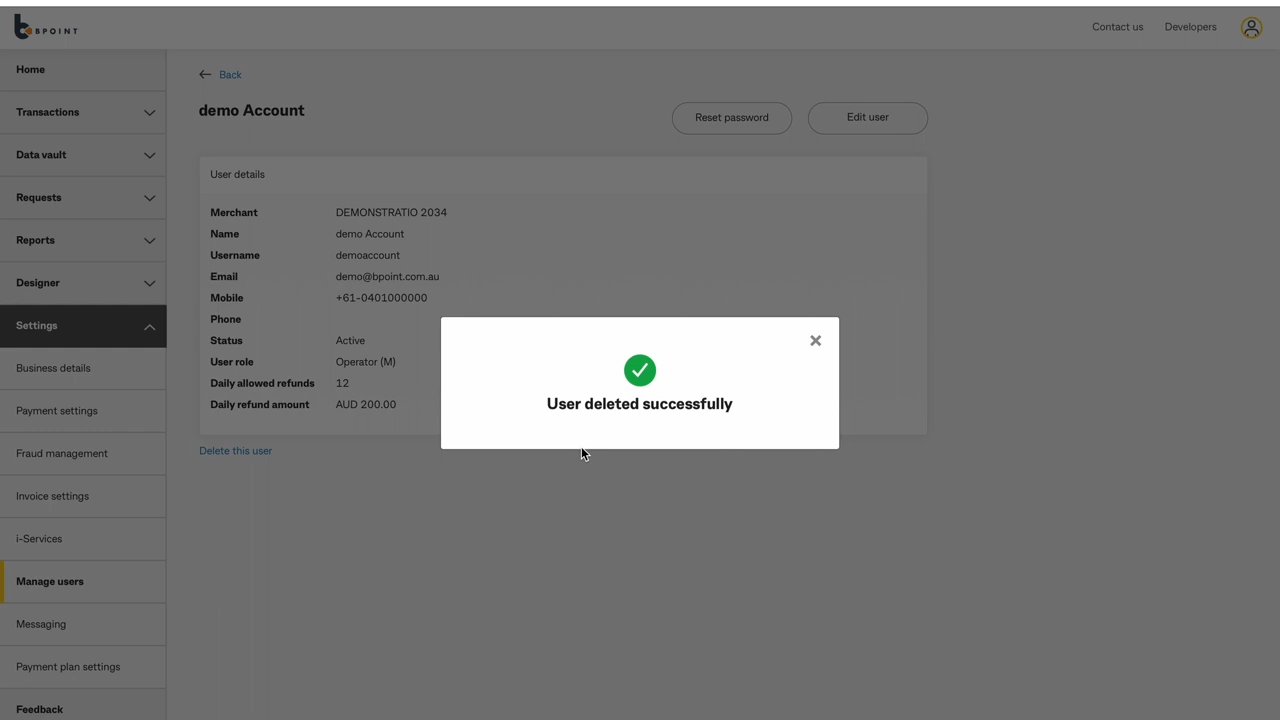 BPOINT
Contact us
Developers
Home
Transactions
Data vault
Requests
Reports
Designer
Settings
Business details
Payment settings
Fraud management
Invoice settings
i-Services
Manage users
Messaging
Payment plan settings
Feedback
Back
demo Account
Reset password
Edit user
User details
Merchant DEMONSTRATIO 2034
Name demo Account
Username demoaccount
Email demo@bpoint.com.au
Mobile +61-0401000000
Phone
Status Active
User role Operator (M)
Daily allowed refunds 12
Daily refund amount AUD 200.00
Delete this user
User deleted successfully